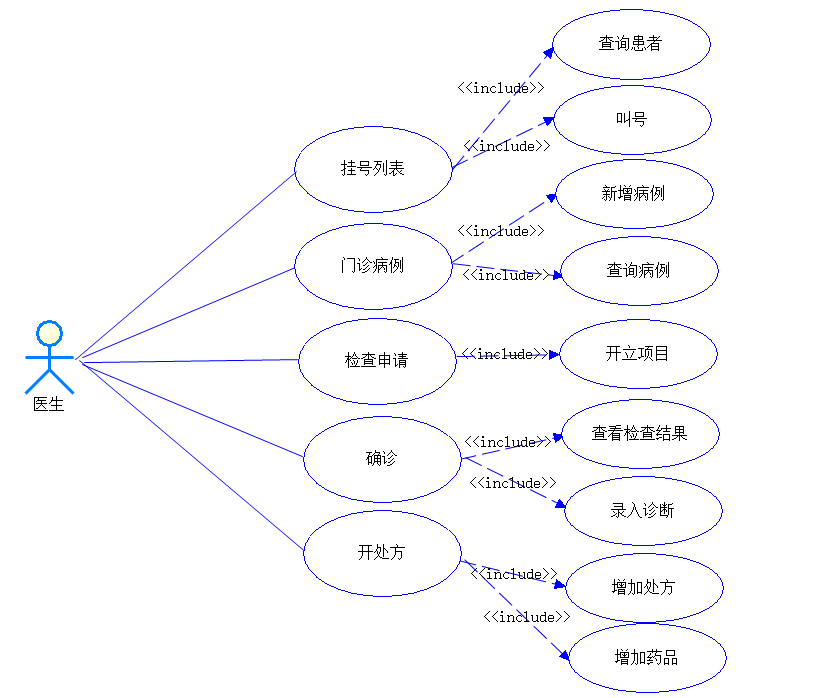 查询患者
<<include>>
叫号
<<include>>
挂号列表
新增病例
<<include>>
门诊病例
查询病例
<<include>>
开立项目
<<include>>
检查申请
医生
查看检查结果
<<include>>
确诊
<<include>>
录入诊断
开处方
<<include>>
增加处方
<<include>>
增加药品